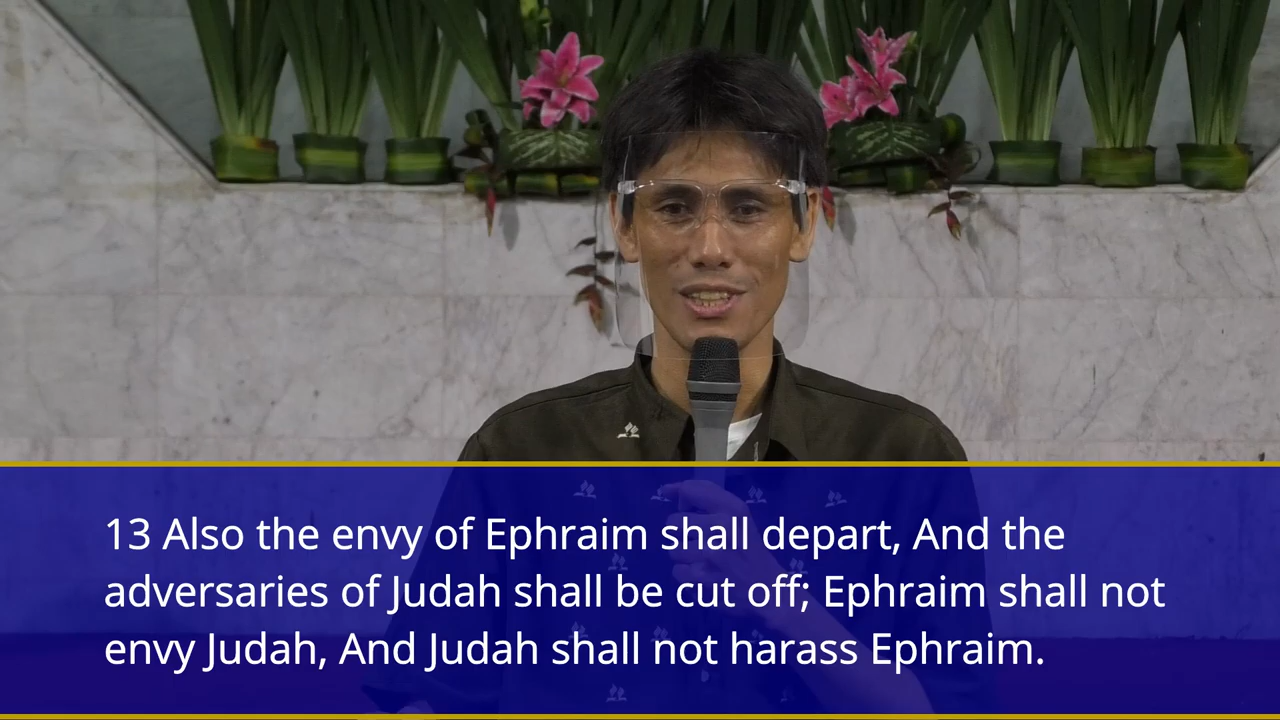 13 Also the envy of Ephraim shall depart, And the
adversaries of Judah shall be cut off; Ephraim shall not
envy Judah, And Judah shall not harass Ephraim.